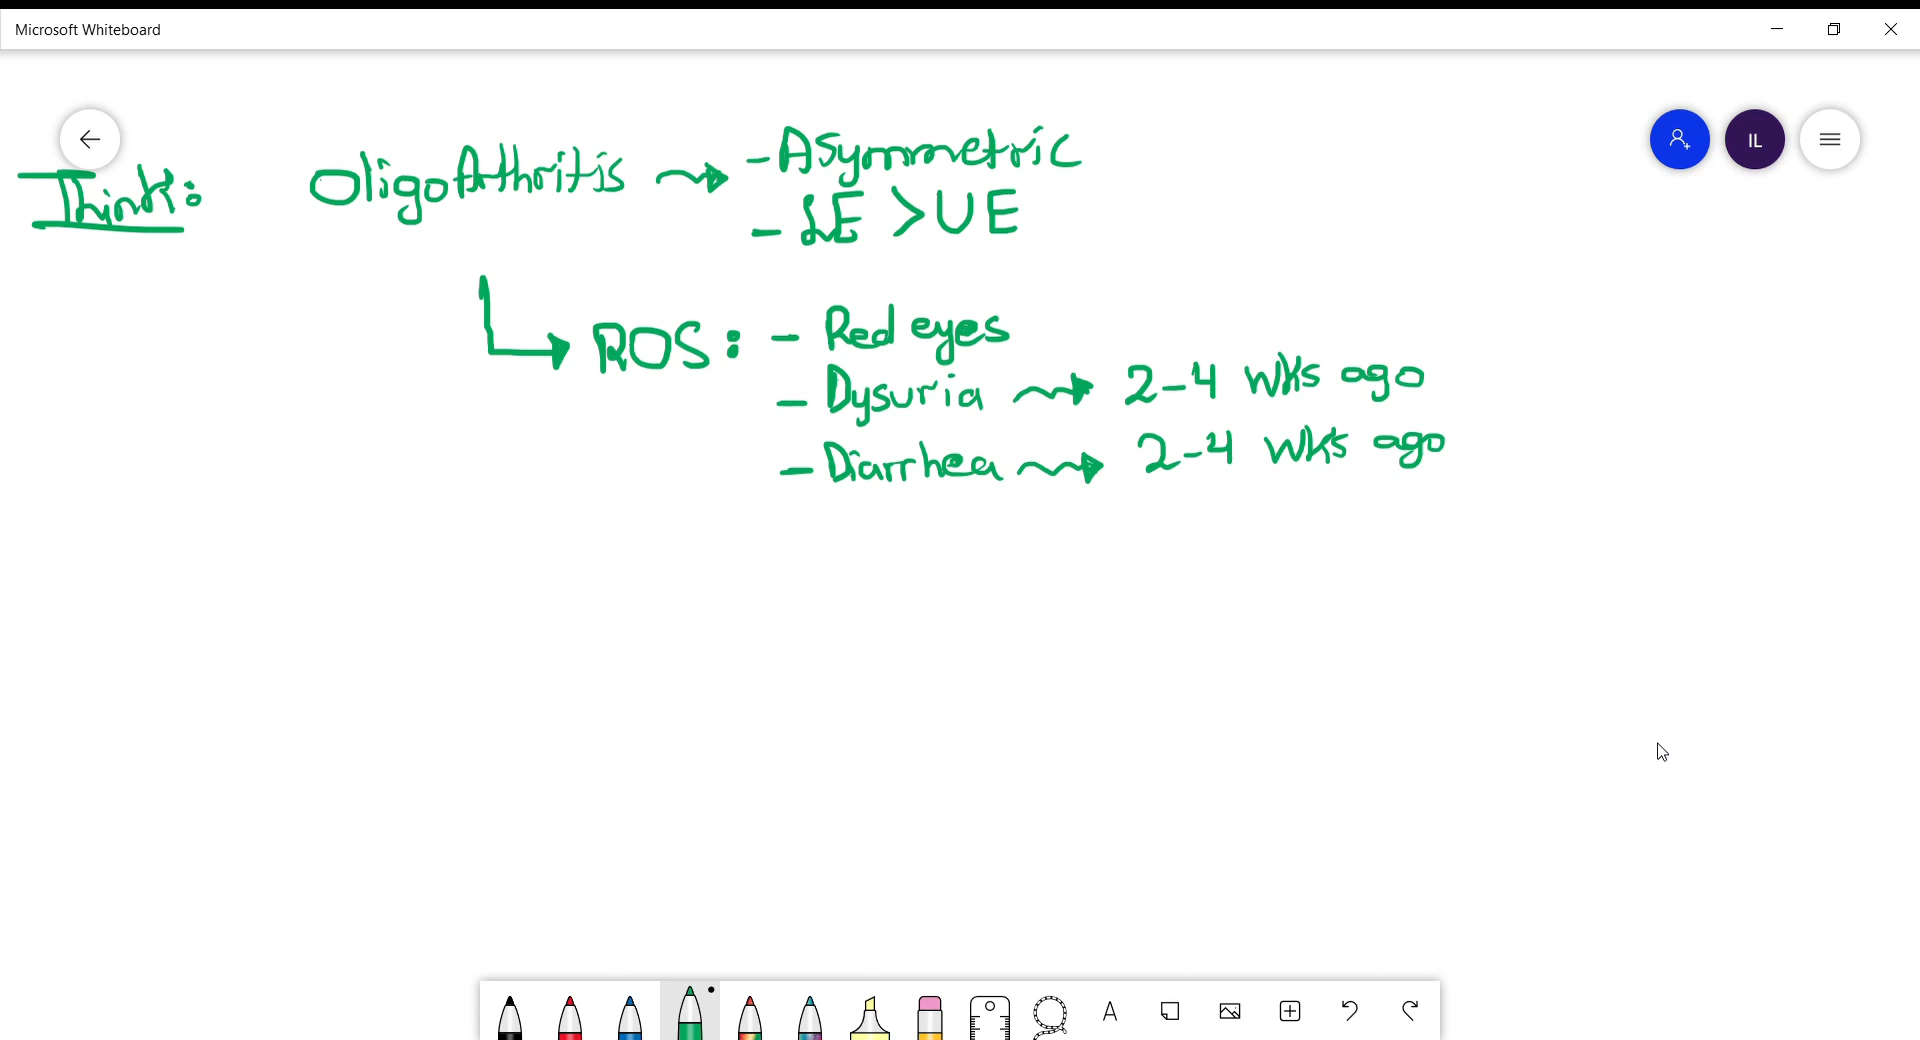 Microsoft Whiteboard
IL
Think: OligoArthritis → - Asymmetric
- LE > UE
→ ROS: - Red eyes
- Dysuria → 2-4 wks ago
- Diarrhea → 2-4 wks ago
A